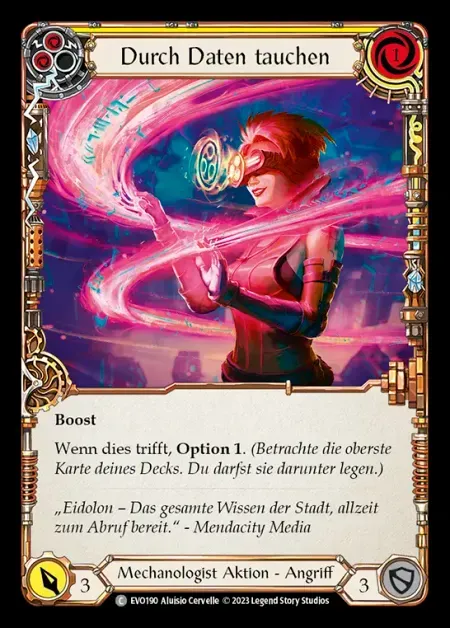 Durch Daten tauchen
1
Boost
Wenn dies trifft, Option 1. (Betrachte die oberste
Karte deines Decks. Du darfst sie darunter legen.)
„Eidolon – Das gesamte Wissen der Stadt, allzeit
zum Abruf bereit.“ - Mendacity Media
3
Mechanologist Aktion - Angriff
3
C EVO190 Aluisio Cervelle © 2023 Legend Story Studios